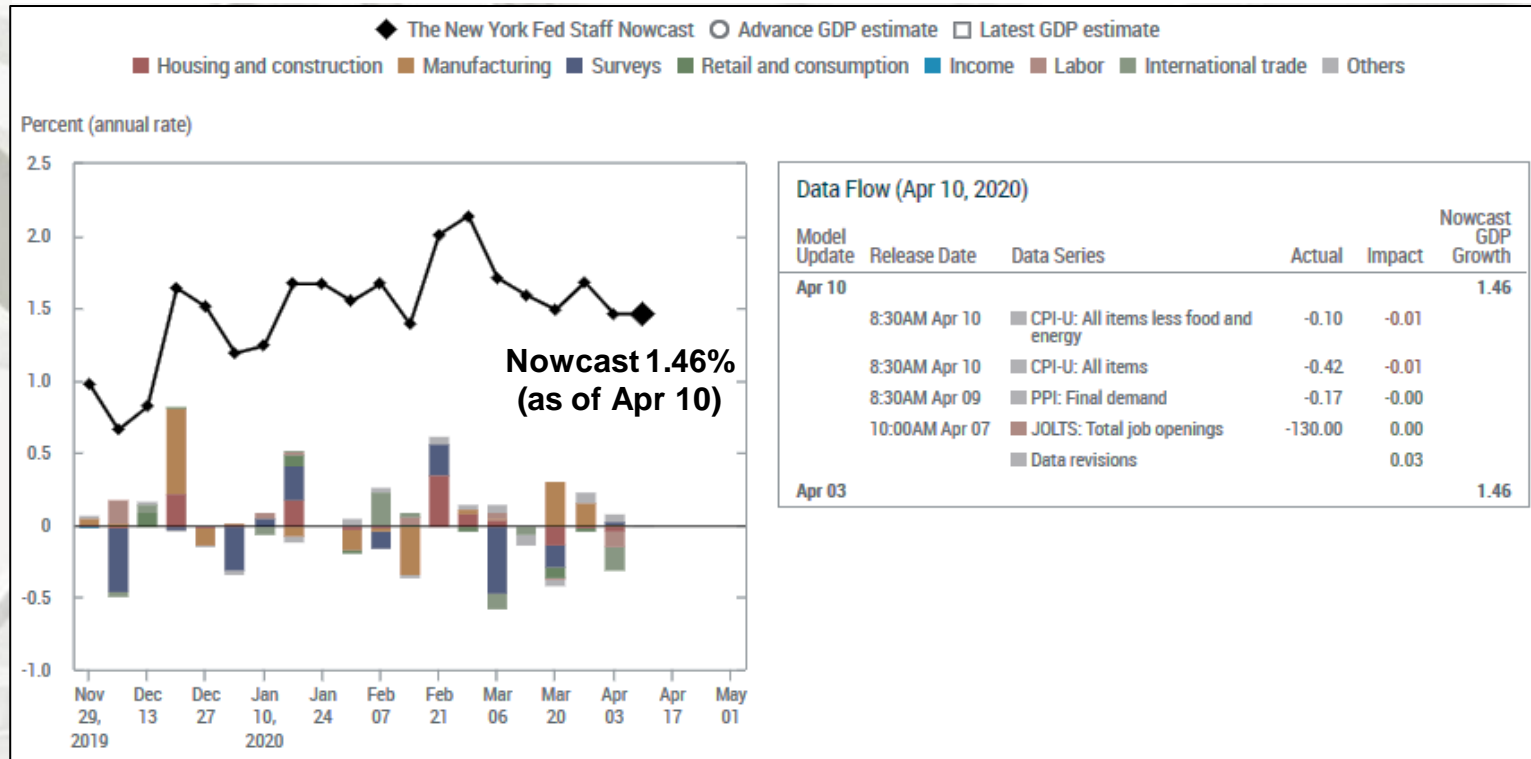 The New York Fed Staff Nowcast Advance GDP estimate Latest GDP estimate
Housing and construction Manufacturing Surveys Retail and consumption Income Labor International trade Others
Percent (annual rate)
2.5
2.0
1.5
1.0
0.5
0
-0.5
-1.0
Nowcast 1.46%
(as of Apr 10)
Nov Dec Dec Jan Jan Feb Feb Mar Mar Apr Apr May
29, 13 27 10, 24 07 21 06 20 03 17 01
2019 2020
Data Flow (Apr 10, 2020)
Nowcast
Model GDP
Update Release Date Data Series Actual Impact Growth
Apr 10 1.46
8:30AM Apr 10 CPI-U: All items less food and -0.10 -0.01
energy
8:30AM Apr 10 CPI-U: All items -0.42 -0.01
8:30AM Apr 09 PPI: Final demand -0.17 -0.00
10:00AM Apr 07 JOLTS: Total job openings -130.00 0.00
Data revisions 0.03
Apr 03 1.46